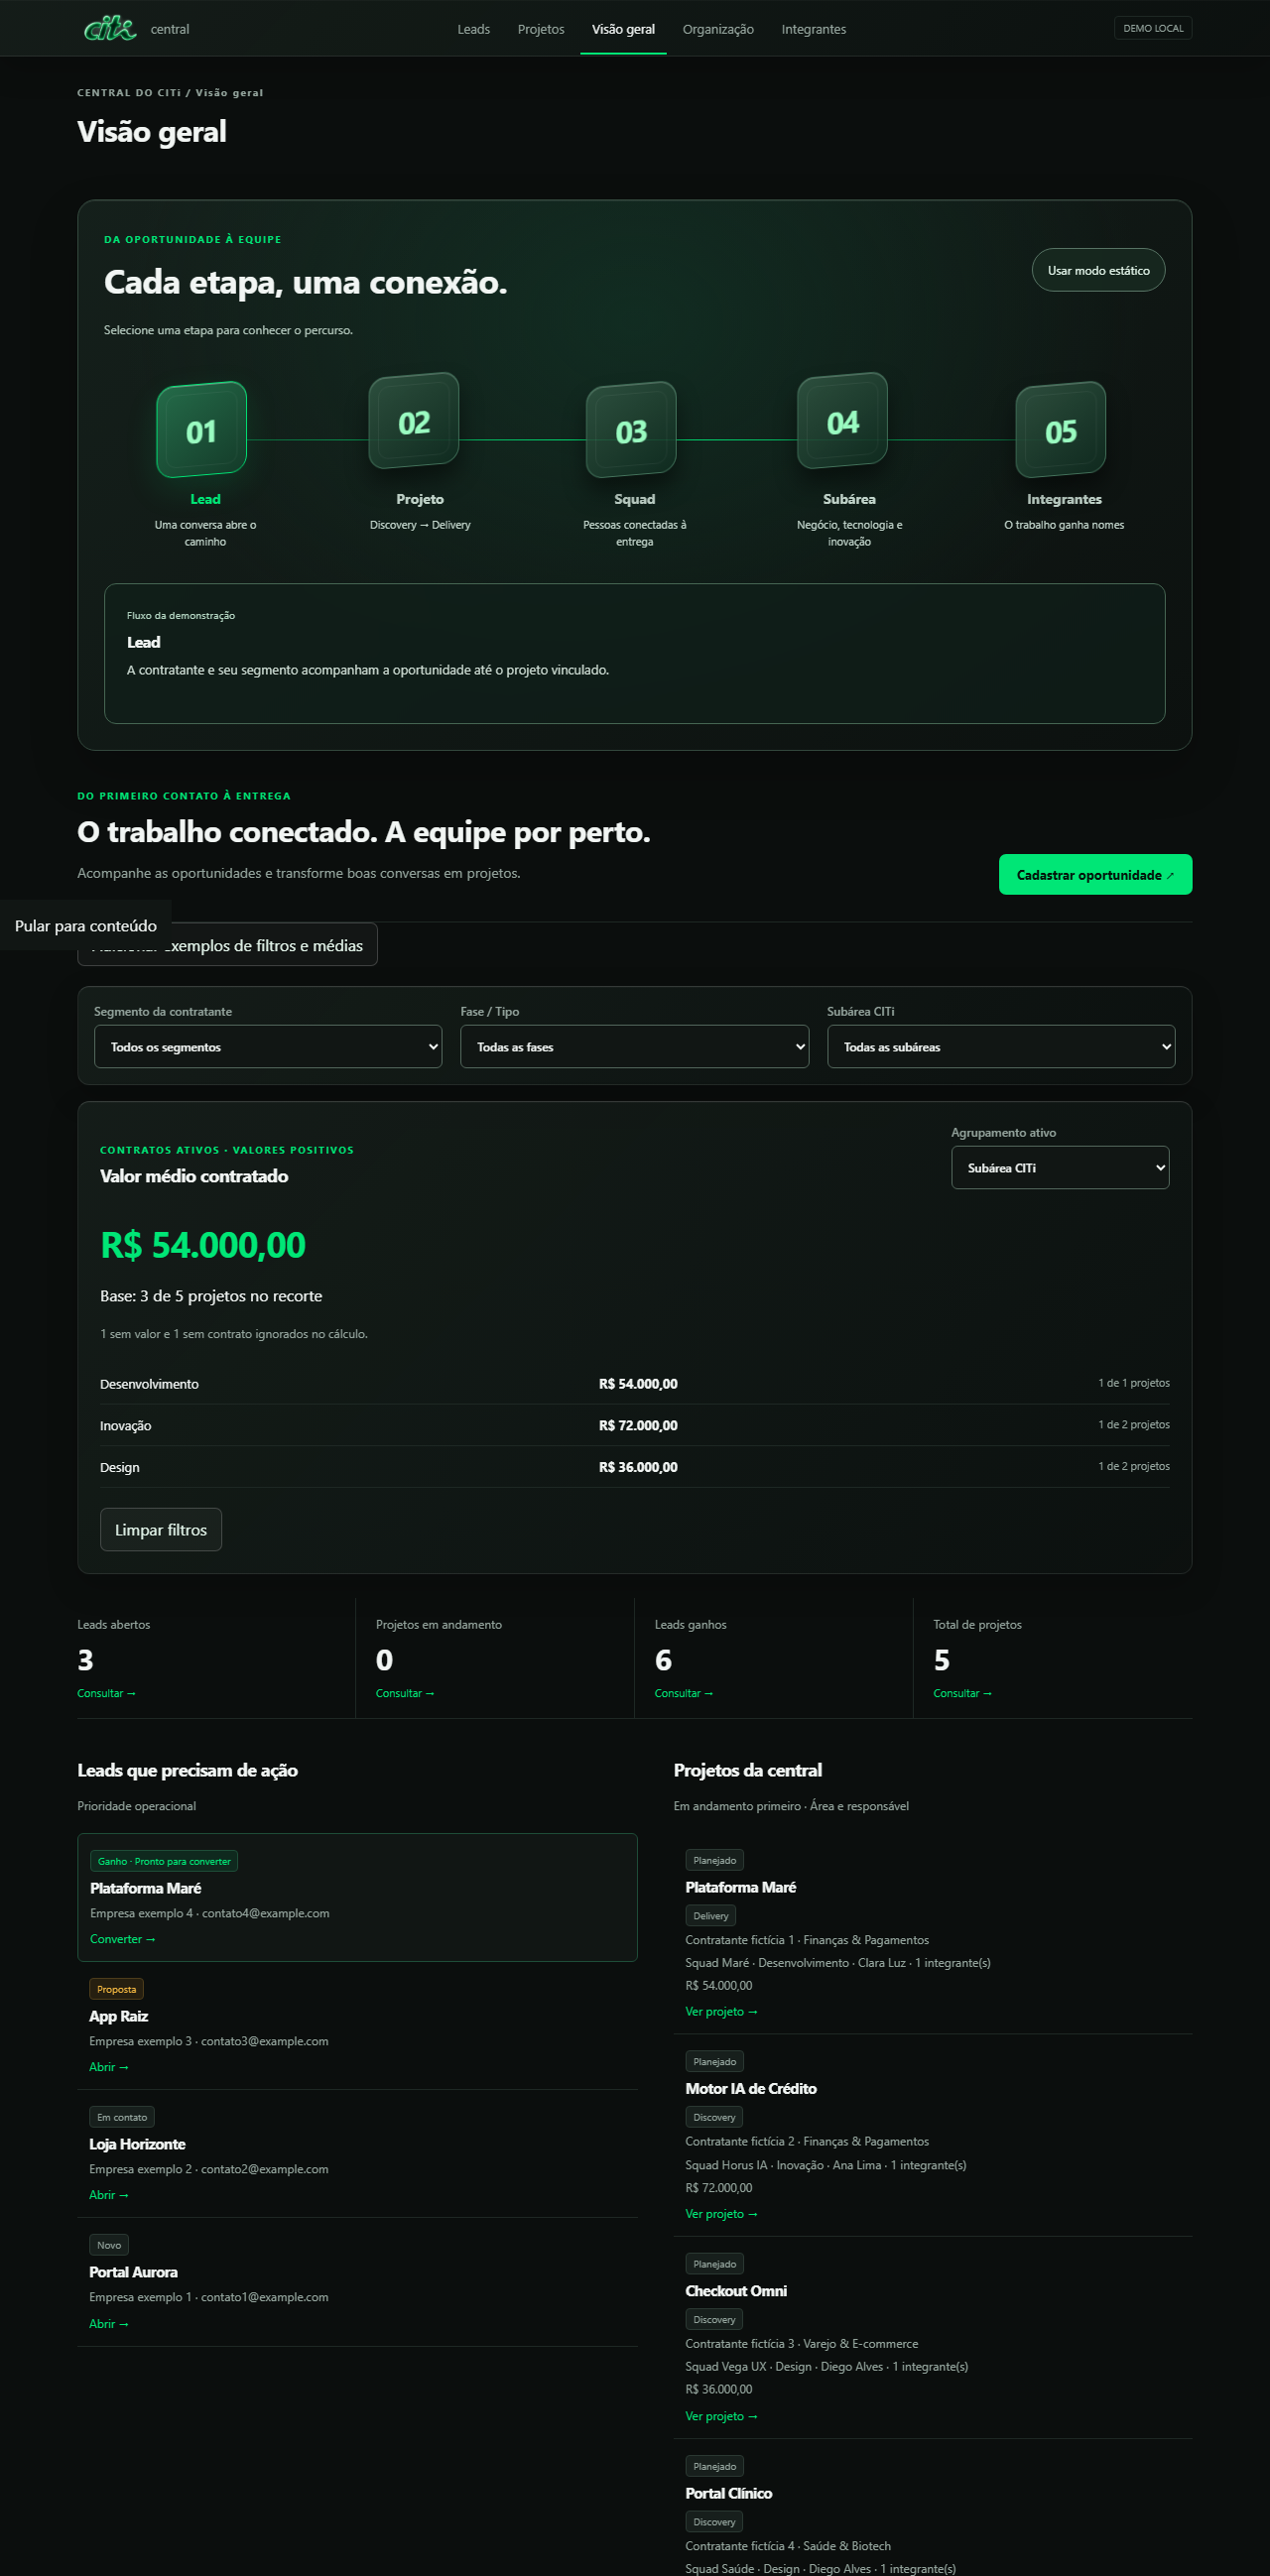 citi central
Leads
Projetos
Visão geral
Organização
Integrantes
DEMO LOCAL
CENTRAL DO CITi / Visão geral
Visão geral
DA OPORTUNIDADE À EQUIPE
Cada etapa, uma conexão.
Usar modo estático
Selecione uma etapa para conhecer o percurso.
01
02
03
04
05
Lead
Uma conversa abre o
caminho
Projeto
Discovery → Delivery
Squad
Pessoas conectadas à
entrega
Subárea
Negócio, tecnologia e
inovação
Integrantes
O trabalho ganha nomes
Fluxo da demonstração
Lead
A contratante e seu segmento acompanham a oportunidade até o projeto vinculado.
DO PRIMEIRO CONTATO À ENTREGA
O trabalho conectado. A equipe por perto.
Acompanhe as oportunidades e transforme boas conversas em projetos.
Cadastrar oportunidade ↗
Pular para conteúdo
exemplos de filtros e médias
Segmento da contratante
Todos os segmentos
Fase / Tipo
Todas as fases
Subárea CITi
Todas as subáreas
CONTRATOS ATIVOS · VALORES POSITIVOS
Valor médio contratado
Agrupamento ativo
Subárea CITi
R$ 54.000,00
Base: 3 de 5 projetos no recorte
1 sem valor e 1 sem contrato ignorados no cálculo.
Desenvolvimento R$ 54.000,00 1 de 1 projetos
Inovação R$ 72.000,00 1 de 2 projetos
Design R$ 36.000,00 1 de 2 projetos
Limpar filtros
Leads abertos
3
Consultar →
Projetos em andamento
0
Consultar →
Leads ganhos
6
Consultar →
Total de projetos
5
Consultar →
Leads que precisam de ação
Prioridade operacional
Ganho · Pronto para converter
Plataforma Maré
Empresa exemplo 4 · contato4@example.com
Converter →
Proposta
App Raiz
Empresa exemplo 3 · contato3@example.com
Abrir →
Em contato
Loja Horizonte
Empresa exemplo 2 · contato2@example.com
Abrir →
Novo
Portal Aurora
Empresa exemplo 1 · contato1@example.com
Abrir →
Projetos da central
Em andamento primeiro · Área e responsável
Planejado
Plataforma Maré
Delivery
Contratante fictícia 1 · Finanças & Pagamentos
Squad Maré · Desenvolvimento · Clara Luz · 1 integrante(s)
R$ 54.000,00
Ver projeto →
Planejado
Motor IA de Crédito
Discovery
Contratante fictícia 2 · Finanças & Pagamentos
Squad Horus IA · Inovação · Ana Lima · 1 integrante(s)
R$ 72.000,00
Ver projeto →
Planejado
Checkout Omni
Discovery
Contratante fictícia 3 · Varejo & E-commerce
Squad Vega UX · Design · Diego Alves · 1 integrante(s)
R$ 36.000,00
Ver projeto →
Planejado
Portal Clínico
Discovery
Contratante fictícia 4 · Saúde & Biotech
Squad Saúde · Design · Diego Alves · 1 integrante(s)